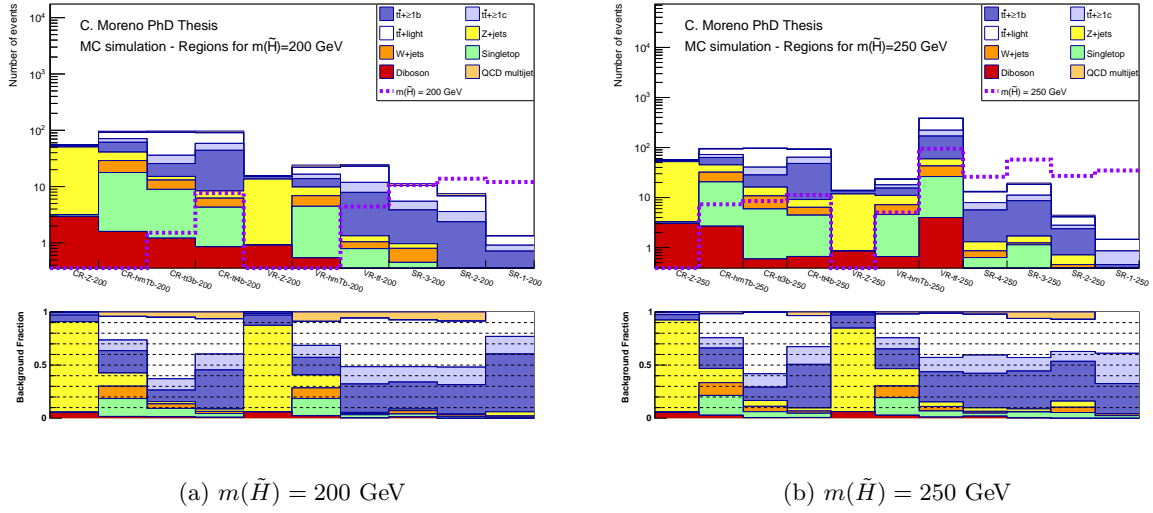 C. Moreno PhD Thesis
MC simulation - Regions for m(H̃)=200 GeV
Number of events
10⁴
10³
10²
10
1
tt̄+≥1b
tt̄+≥1c
tt̄+light
Z+jets
W+jets
Singletop
Diboson
QCD multijet
m(H̃) = 200 GeV
CR-Z-200
CR-hmTb-200
CR-tt3b-200
CR-tt4b-200
VR-Z-200
VR-hmTb-200
VR-tt-200
SR-3-200
SR-2-200
SR-1-200
Background Fraction
1
0.5
0
(a) m(H̃) = 200 GeV
C. Moreno PhD Thesis
MC simulation - Regions for m(H̃)=250 GeV
Number of events
10⁴
10³
10²
10
1
tt̄+≥1b
tt̄+≥1c
tt̄+light
Z+jets
W+jets
Singletop
Diboson
QCD multijet
m(H̃) = 250 GeV
CR-Z-250
CR-hmTb-250
CR-tt3b-250
CR-tt4b-250
VR-Z-250
VR-hmTb-250
VR-tt-250
SR-4-250
SR-3-250
SR-2-250
SR-1-250
Background Fraction
1
0.5
0
(b) m(H̃) = 250 GeV